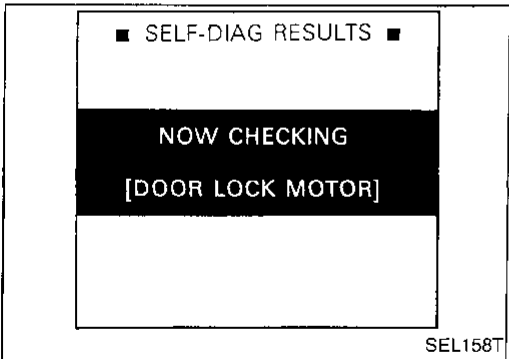 ■ SELF-DIAG RESULTS ■
NOW CHECKING
[DOOR LOCK MOTOR]
SEL158T